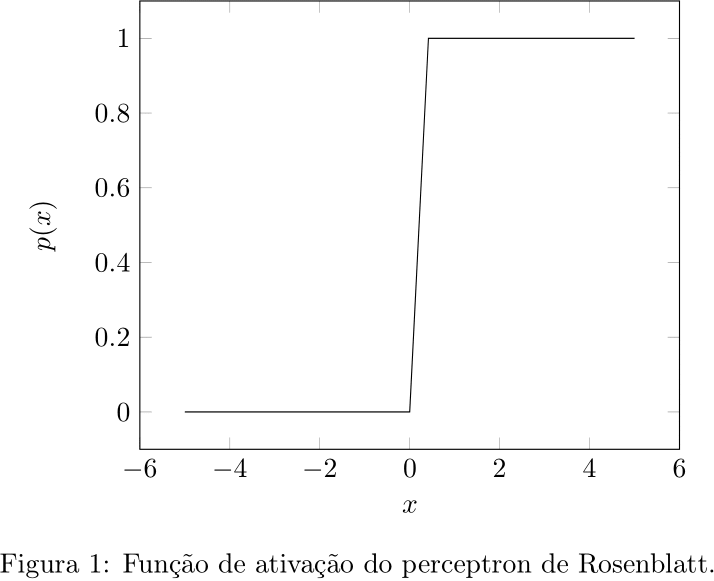 1
0.8
0.6
0.4
0.2
0
p(x)
−6 −4 −2 0 2 4 6
x
Figura 1: Função de ativação do perceptron de Rosenblatt.